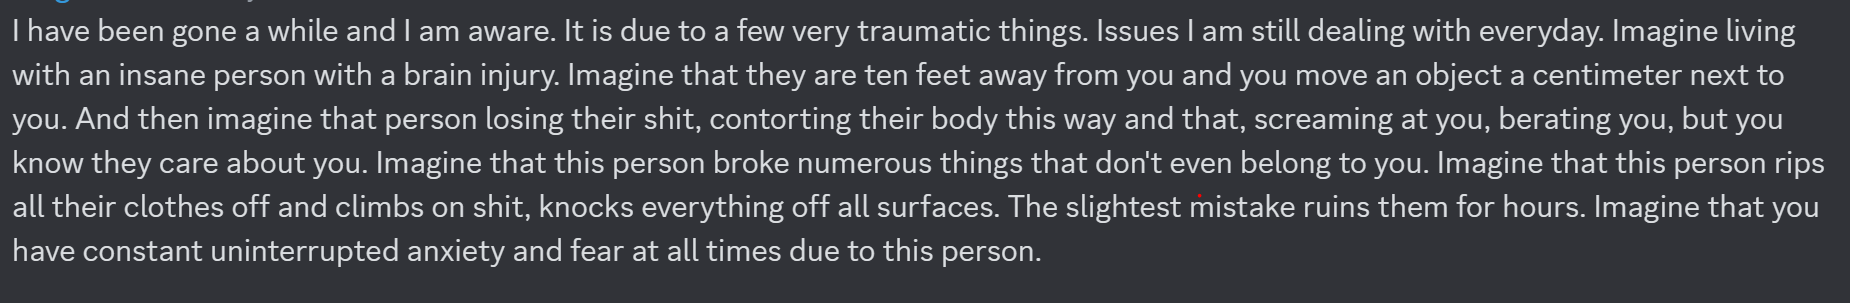 I have been gone a while and I am aware. It is due to a few very traumatic things. Issues I am still dealing with everyday. Imagine living
with an insane person with a brain injury. Imagine that they are ten feet away from you and you move an object a centimeter next to
you. And then imagine that person losing their shit, contorting their body this way and that, screaming at you, berating you, but you
know they care about you. Imagine that this person broke numerous things that don't even belong to you. Imagine that this person rips
all their clothes off and climbs on shit, knocks everything off all surfaces. The slightest mistake ruins them for hours. Imagine that you
have constant uninterrupted anxiety and fear at all times due to this person.